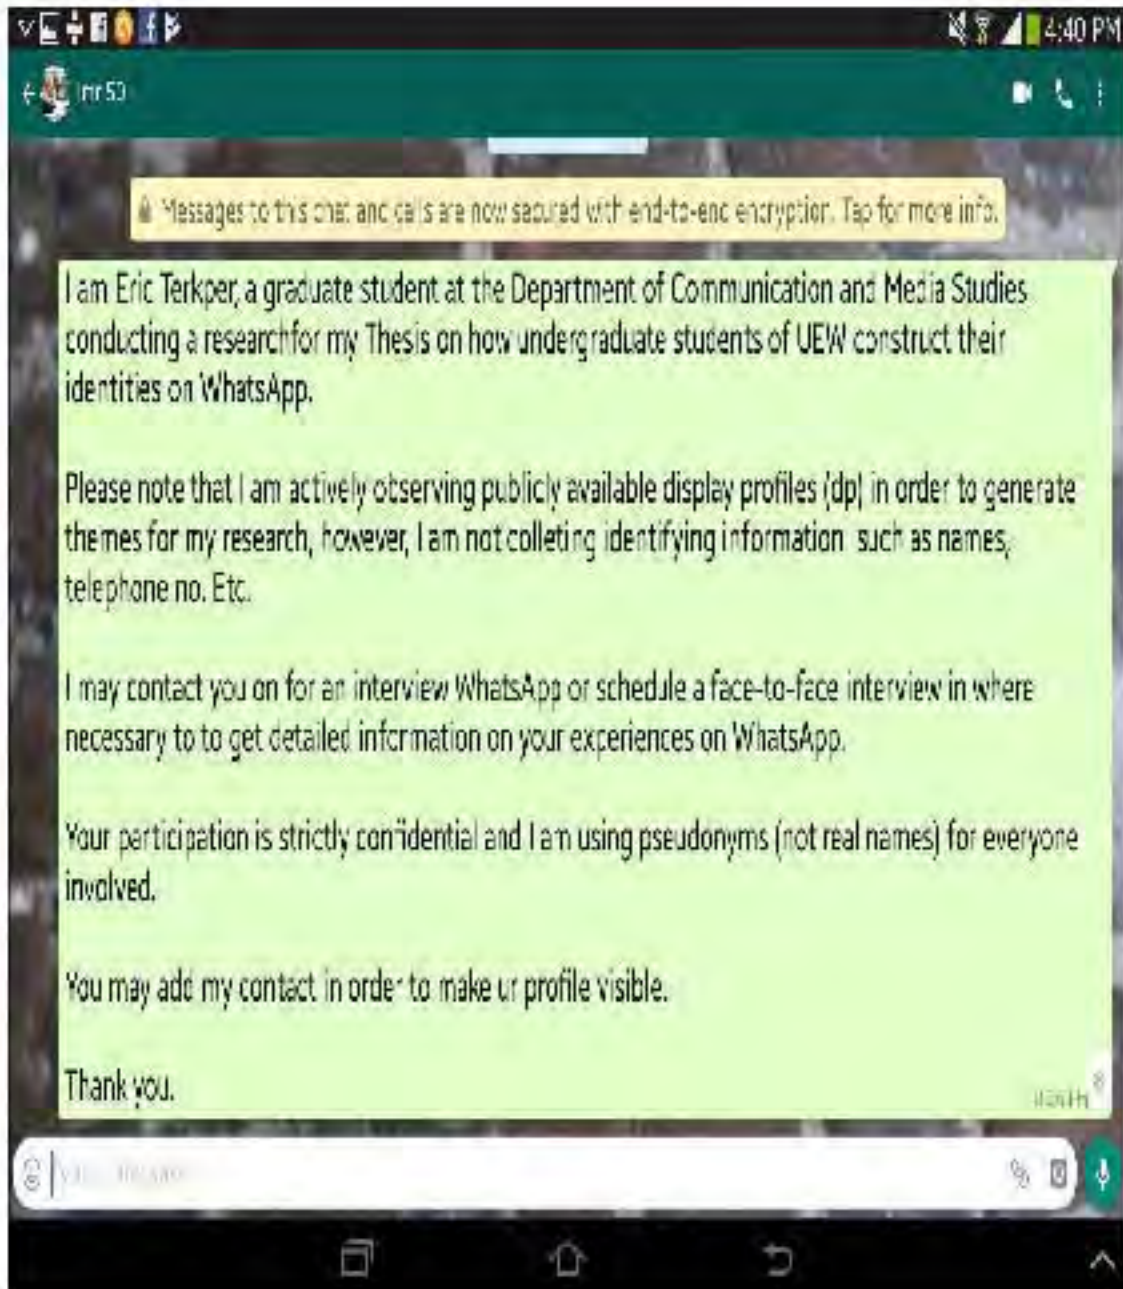 4:40 PM
Messages to this chat and calls are now secured with end-to-end encryption. Tap for more info.
I am Eric Terkper, a graduate student at the Department of Communication and Media Studies
conducting a researchfor my Thesis on how undergraduate students of UEW construct their
identities on WhatsApp.
Please note that I am actively observing publicly available display profiles (dp) in order to generate
themes for my research, however, I am not colleting identifying information such as names,
telephone no. Etc.
I may contact you on for an interview WhatsApp or schedule a face-to-face interview in where
necessary to to get detailed information on your experiences on WhatsApp.
Your participation is strictly confidential and I am using pseudonyms (not real names) for everyone
involved.
You may add my contact in order to make ur profile visible.
Thank you.